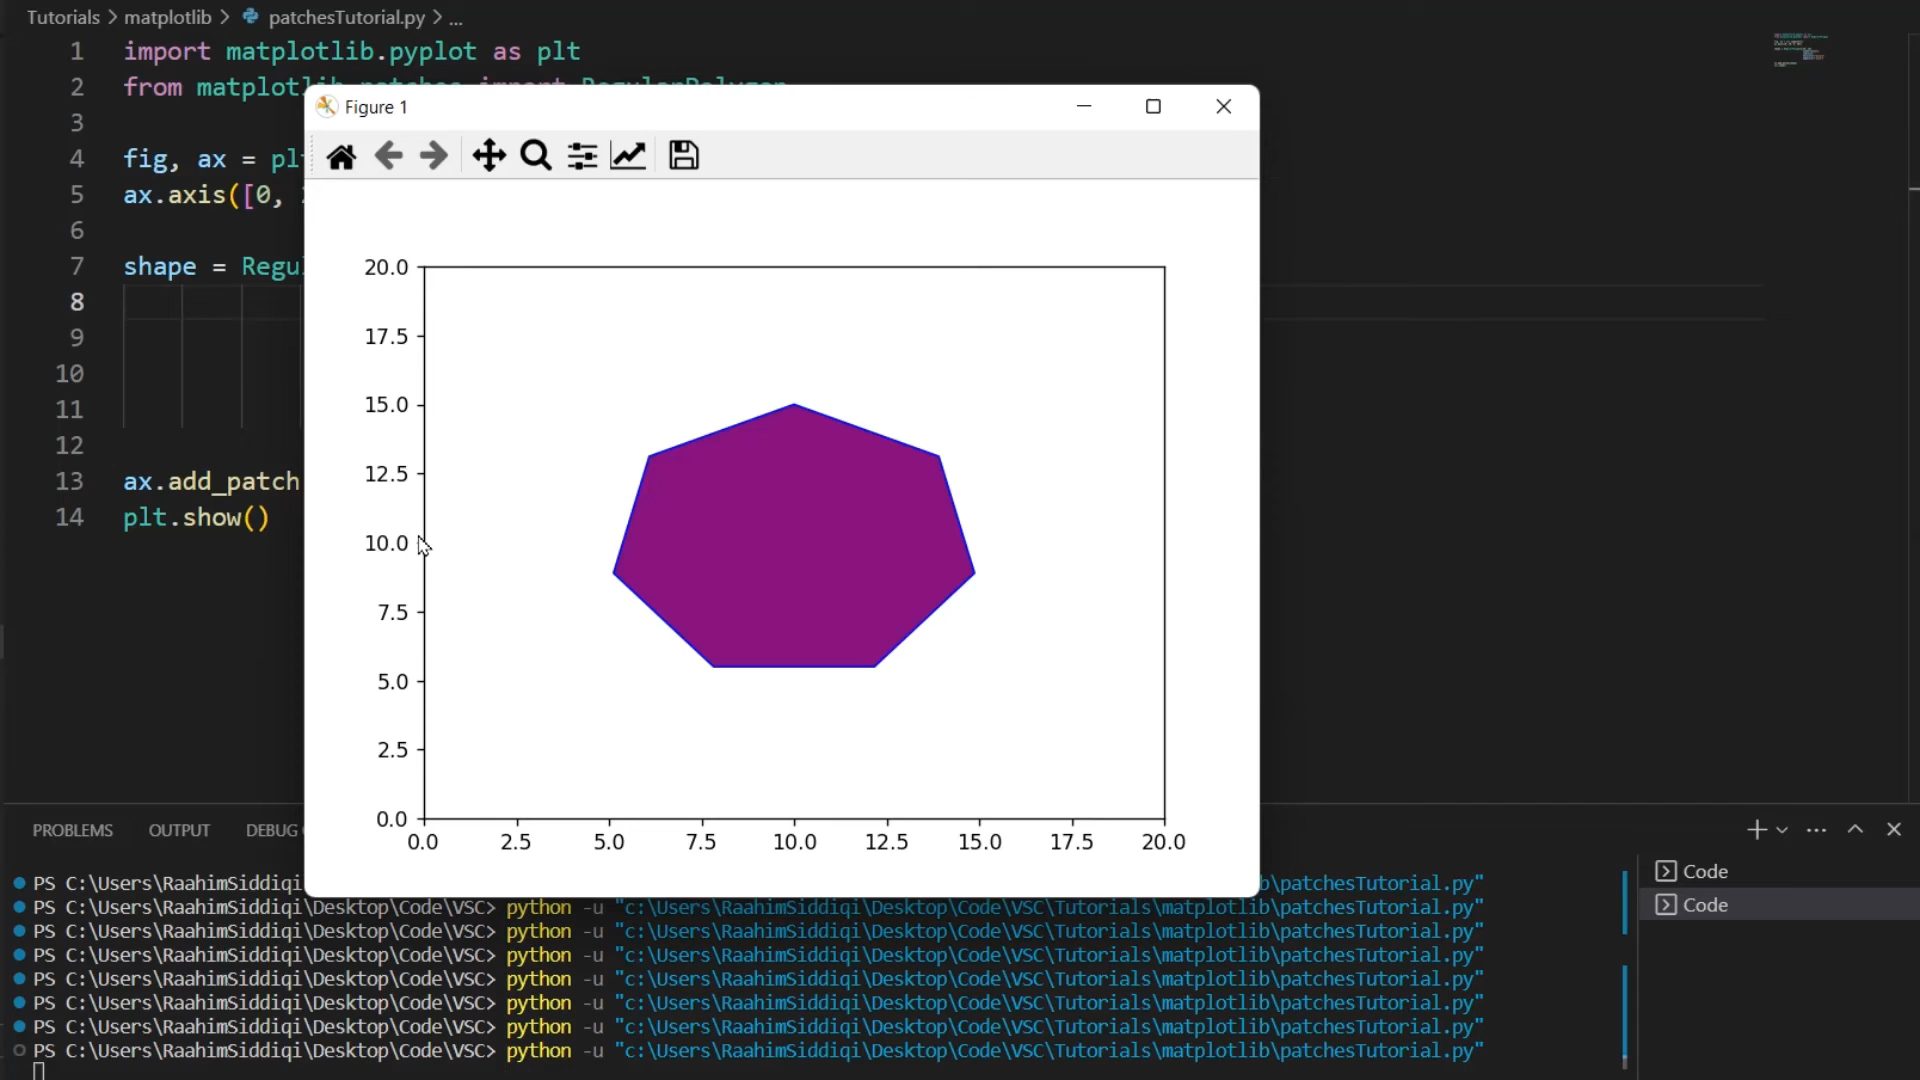 Tutorials > matplotlib > patchesTutorial.py > ...
1 import matplotlib.pyplot as plt
2 from matplotlib.patches import RegularPolygon
3
4 fig, ax = pl
5 ax.axis([0,
6
7 shape = Regul
8
9
10
11
12
13 ax.add_patch
14 plt.show()
Figure 1
20.0
17.5
15.0
12.5
10.0
7.5
5.0
2.5
0.0
0.0 2.5 5.0 7.5 10.0 12.5 15.0 17.5 20.0
PROBLEMS OUTPUT DEBUG
Code
Code
PS C:\Users\RaahimSiddiqi b\patchesTutorial.py"
PS C:\Users\RaahimSiddiqi\Desktop\Code\VSC> python -u "c:\Users\RaahimSiddiqi\Desktop\Code\VSC\Tutorials\matplotlib\patchesTutorial.py"
PS C:\Users\RaahimSiddiqi\Desktop\Code\VSC> python -u "c:\Users\RaahimSiddiqi\Desktop\Code\VSC\Tutorials\matplotlib\patchesTutorial.py"
PS C:\Users\RaahimSiddiqi\Desktop\Code\VSC> python -u "c:\Users\RaahimSiddiqi\Desktop\Code\VSC\Tutorials\matplotlib\patchesTutorial.py"
PS C:\Users\RaahimSiddiqi\Desktop\Code\VSC> python -u "c:\Users\RaahimSiddiqi\Desktop\Code\VSC\Tutorials\matplotlib\patchesTutorial.py"
PS C:\Users\RaahimSiddiqi\Desktop\Code\VSC> python -u "c:\Users\RaahimSiddiqi\Desktop\Code\VSC\Tutorials\matplotlib\patchesTutorial.py"
PS C:\Users\RaahimSiddiqi\Desktop\Code\VSC> python -u "c:\Users\RaahimSiddiqi\Desktop\Code\VSC\Tutorials\matplotlib\patchesTutorial.py"
PS C:\Users\RaahimSiddiqi\Desktop\Code\VSC> python -u "c:\Users\RaahimSiddiqi\Desktop\Code\VSC\Tutorials\matplotlib\patchesTutorial.py"